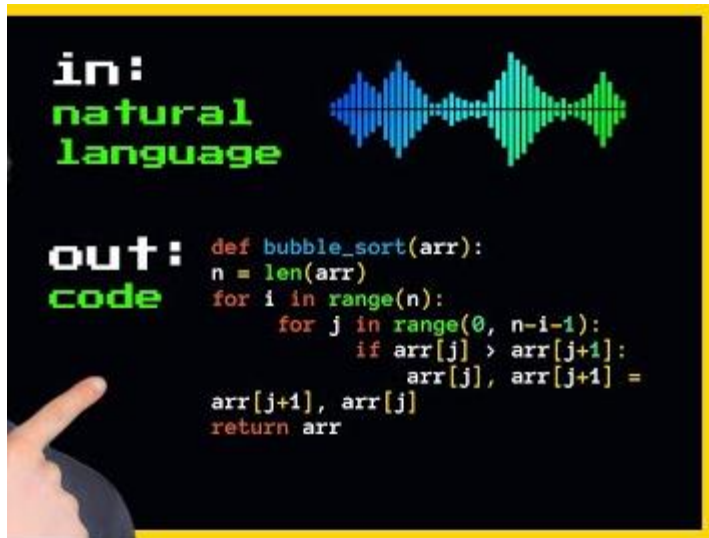 in:
natural
language
out:
code
def bubble_sort(arr):
n = len(arr)
for i in range(n):
for j in range(0, n-i-1):
if arr[j] > arr[j+1]:
arr[j], arr[j+1] =
arr[j+1], arr[j]
return arr